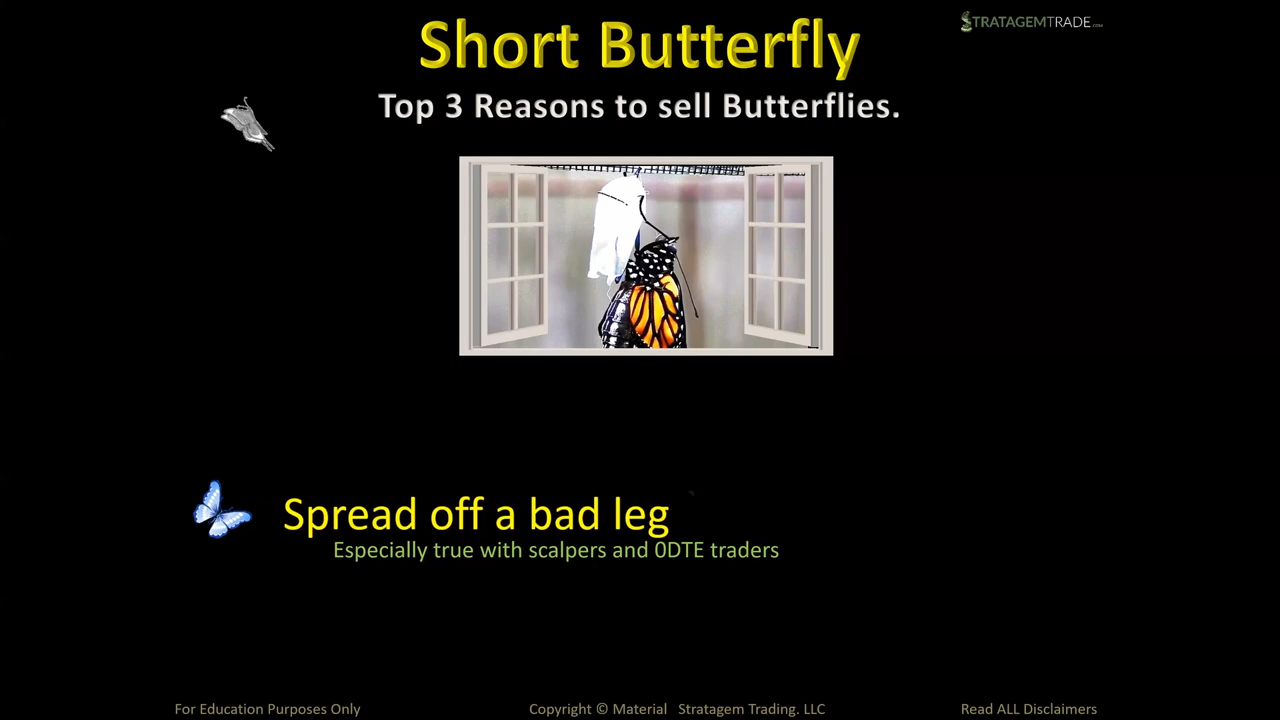 Short Butterfly
STRATAGEMTRADE.COM
Top 3 Reasons to sell Butterflies.
Spread off a bad leg
Especially true with scalpers and 0DTE traders
For Education Purposes Only
Copyright © Material Stratagem Trading. LLC
Read ALL Disclaimers